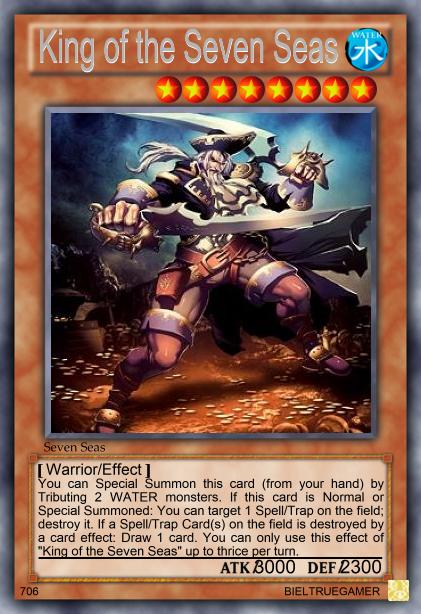 King of the Seven Seas
WATER
水
Seven Seas
[ Warrior/Effect ]
You can Special Summon this card (from your hand) by
Tributing 2 WATER monsters. If this card is Normal or
Special Summoned: You can target 1 Spell/Trap on the field;
destroy it. If a Spell/Trap Card(s) on the field is destroyed by
a card effect: Draw 1 card. You can only use this effect of
"King of the Seven Seas" up to thrice per turn.
ATK 3000 DEF 2300
706 BIELTRUEGAMER